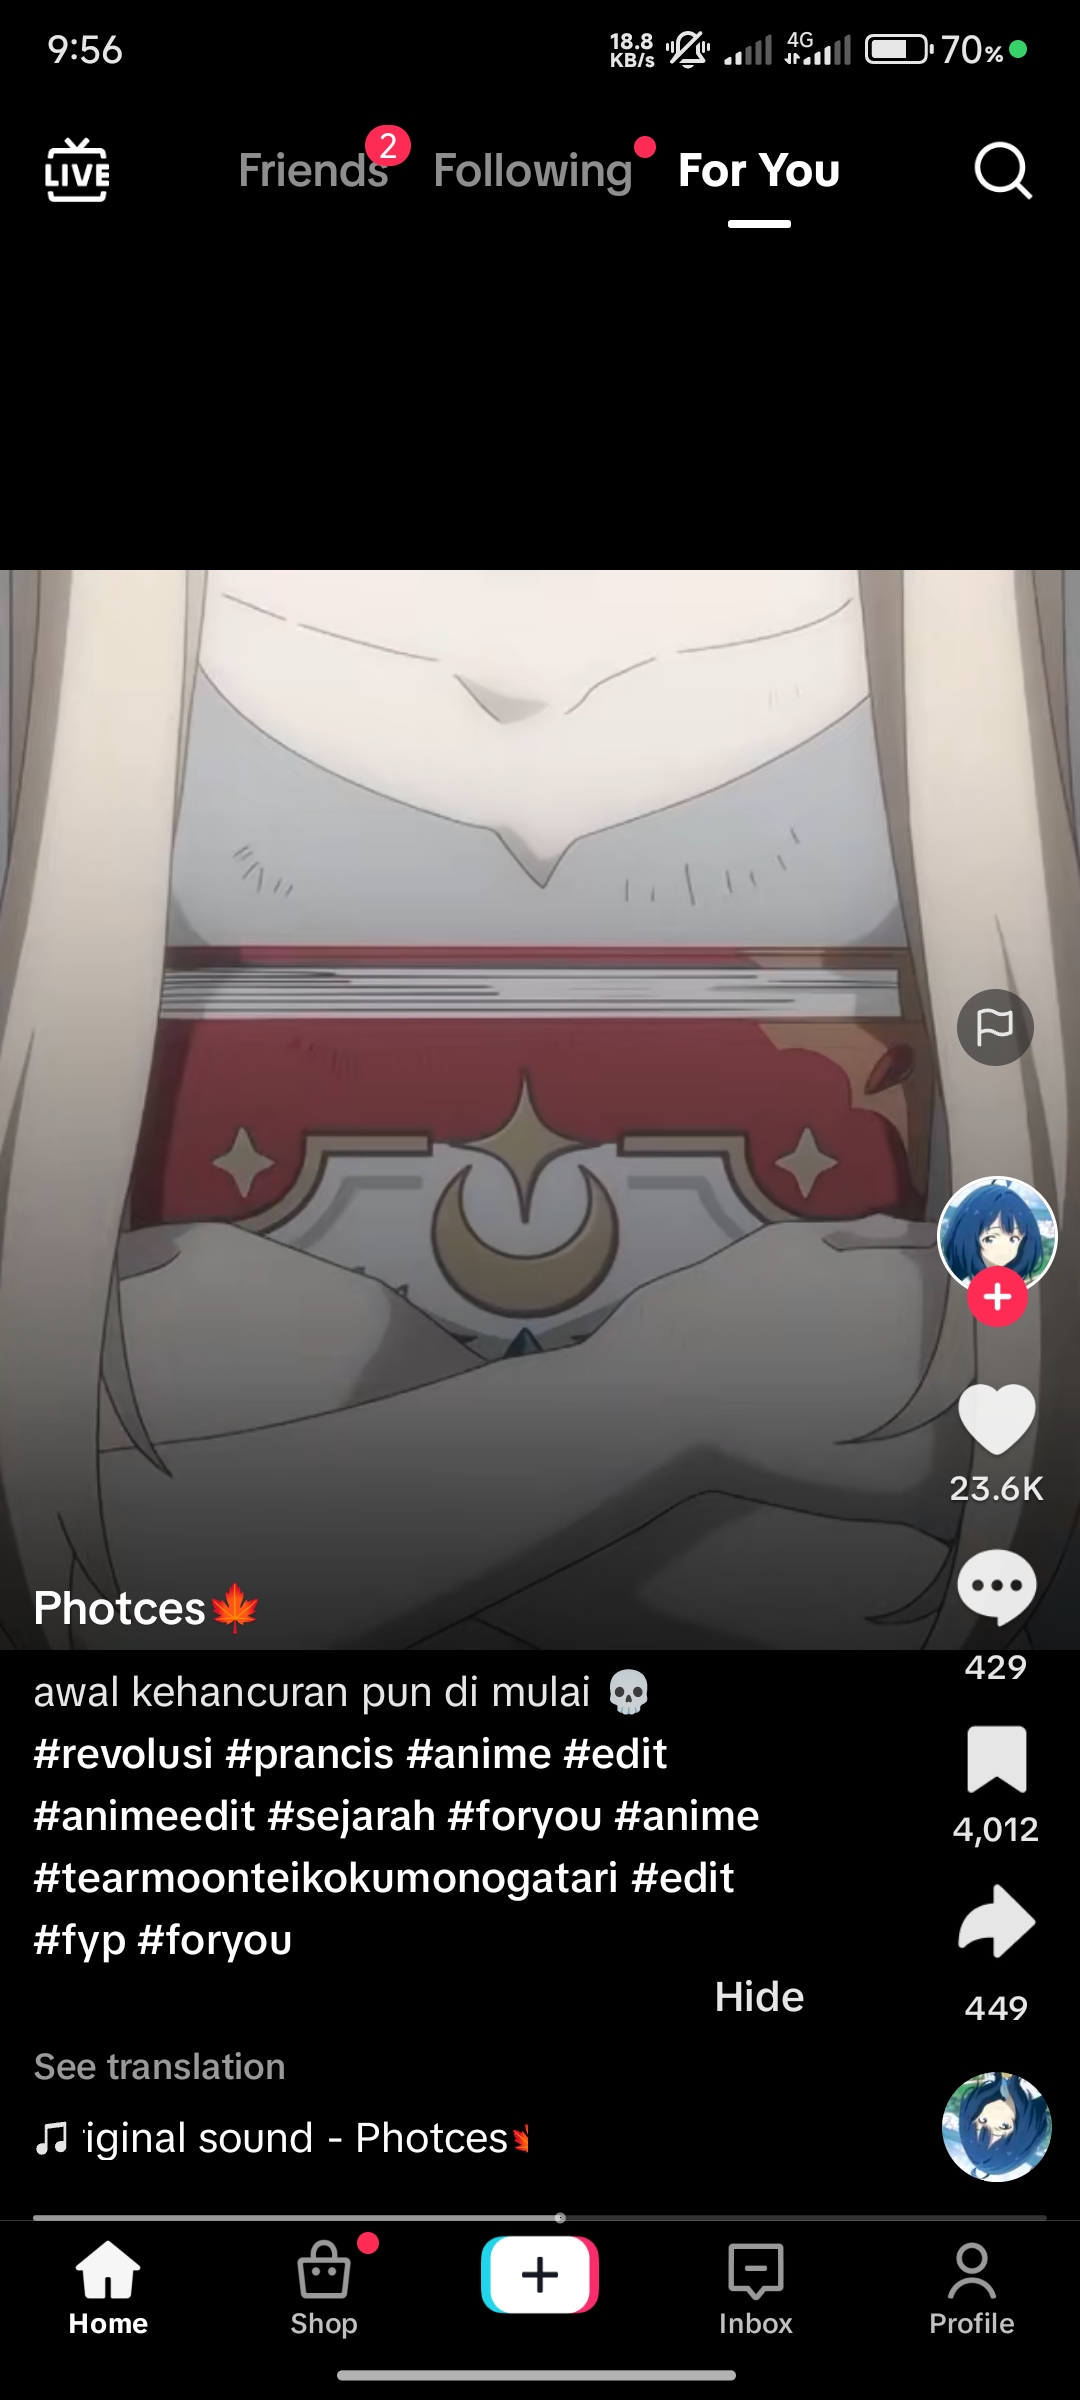 9:56
18.8
KB/s
4G
70%
LIVE
Friends
2
Following
For You
23.6K
Photces🍁
429
awal kehancuran pun di mulai 💀
#revolusi #prancis #anime #edit
#animeedit #sejarah #foryou #anime
#tearmoonteikokumonogatari #edit
#fyp #foryou
4,012
Hide
449
See translation
iginal sound - Photces🍁
Home
Shop
Inbox
Profile